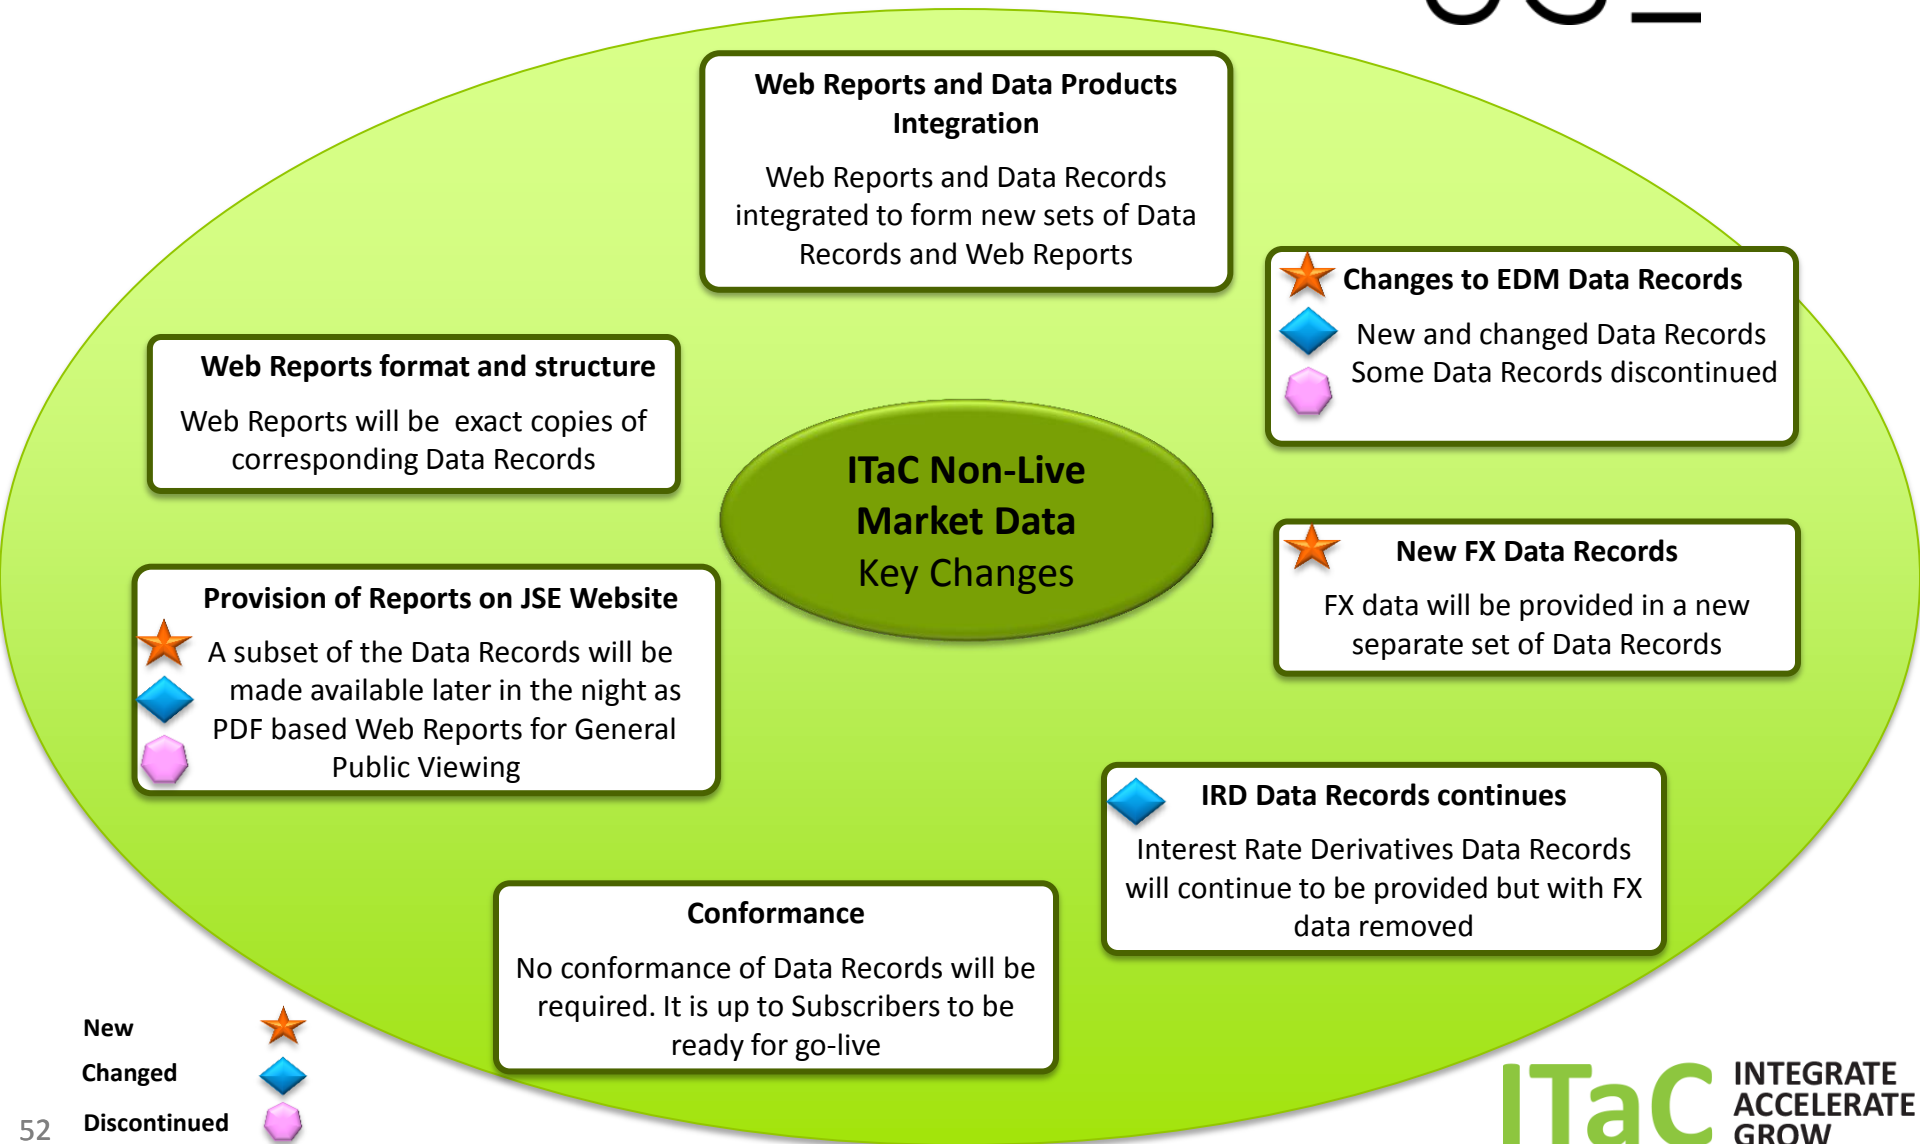 Web Reports and Data Products
Integration
Web Reports and Data Records
integrated to form new sets of Data
Records and Web Reports
Changes to EDM Data Records
New and changed Data Records
Some Data Records discontinued
Web Reports format and structure
Web Reports will be exact copies of
corresponding Data Records
ITaC Non-Live
Market Data
Key Changes
New FX Data Records
FX data will be provided in a new
separate set of Data Records
Provision of Reports on JSE Website
A subset of the Data Records will be
made available later in the night as
PDF based Web Reports for General
Public Viewing
IRD Data Records continues
Interest Rate Derivatives Data Records
will continue to be provided but with FX
data removed
Conformance
No conformance of Data Records will be
required. It is up to Subscribers to be
ready for go-live
New
Changed
Discontinued
52
ITaC
INTEGRATE
ACCELERATE
GROW